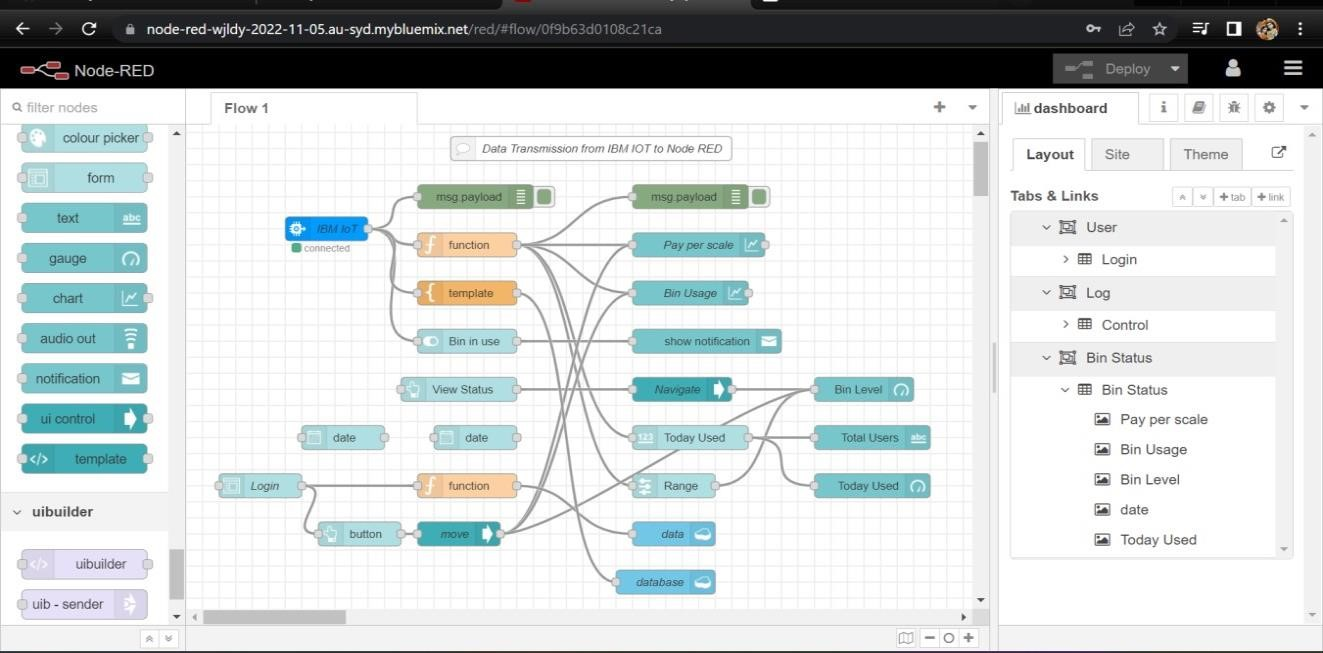 node-red-wjldy-2022-11-05.au-syd.mybluemix.net/red/#flow/0f9b63d0108c21ca
Node-RED
Deploy
filter nodes
colour picker
form
text
abc
gauge
chart
audio out
notification
ui control
template
uibuilder
uibuilder
uib - sender
Flow 1
Data Transmission from IBM IOT to Node RED
msg.payload
msg.payload
IBM IoT
connected
function
Pay per scale
template
Bin Usage
Bin in use
show notification
View Status
Navigate
Bin Level
date
date
123
Today Used
Total Users
abc
Login
function
Range
Today Used
button
move
data
database
dashboard
i
Layout
Site
Theme
Tabs & Links
+ tab
+ link
User
Login
Log
Control
Bin Status
Bin Status
Pay per scale
Bin Usage
Bin Level
date
Today Used